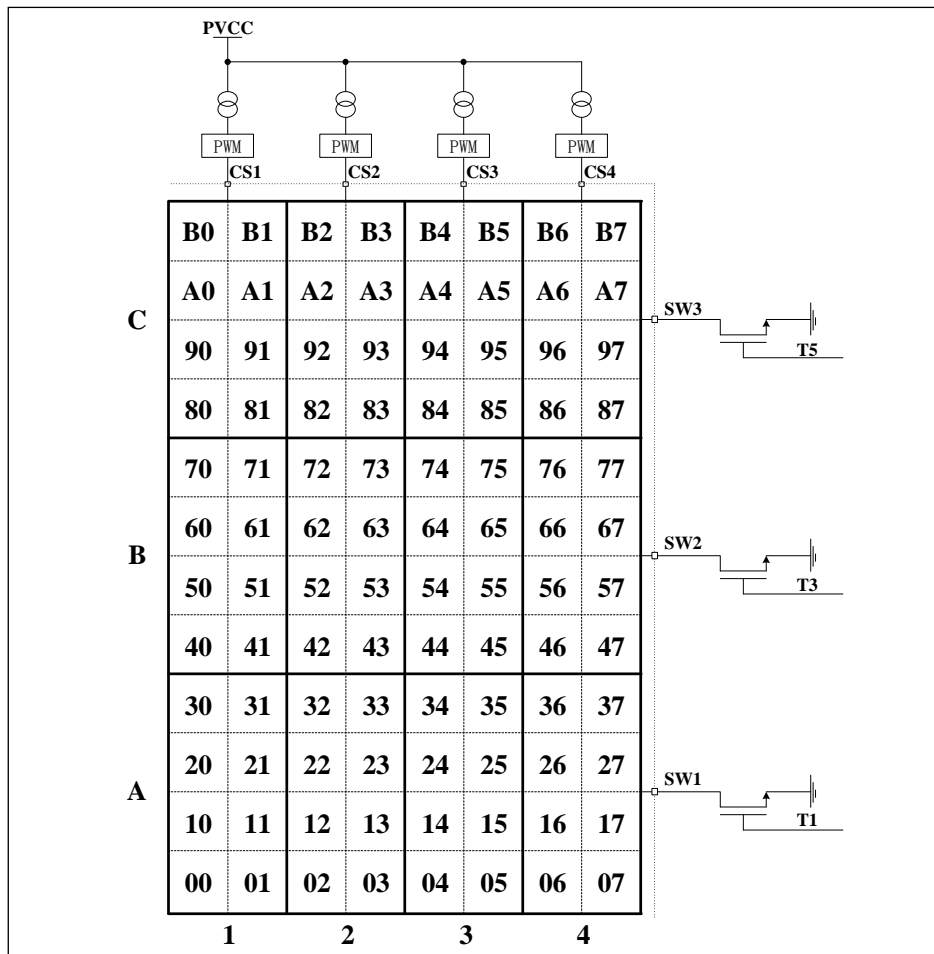 PVCC
PWM PWM PWM PWM
CS1 CS2 CS3 CS4
B0 B1 B2 B3 B4 B5 B6 B7
A0 A1 A2 A3 A4 A5 A6 A7
C SW3
T5
90 91 92 93 94 95 96 97
80 81 82 83 84 85 86 87
70 71 72 73 74 75 76 77
60 61 62 63 64 65 66 67
B SW2
T3
50 51 52 53 54 55 56 57
40 41 42 43 44 45 46 47
30 31 32 33 34 35 36 37
20 21 22 23 24 25 26 27
A SW1
T1
10 11 12 13 14 15 16 17
00 01 02 03 04 05 06 07
1 2 3 4